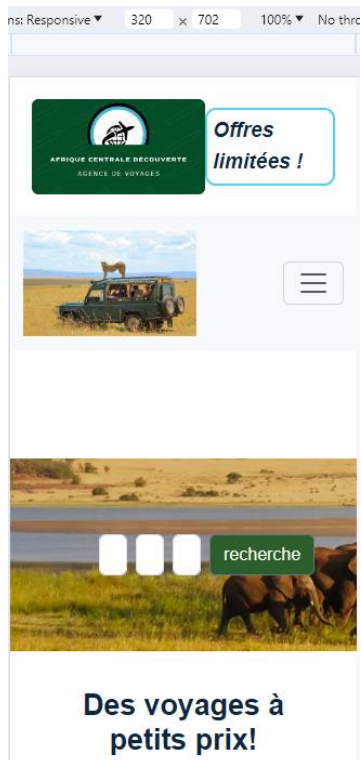 ns: Responsive ▼ 320 × 702 100% ▼ No thro
AFRIQUE CENTRALE DÉCOUVERTE
AGENCE DE VOYAGES
Offres
limitées !
recherche
Des voyages à
petits prix!